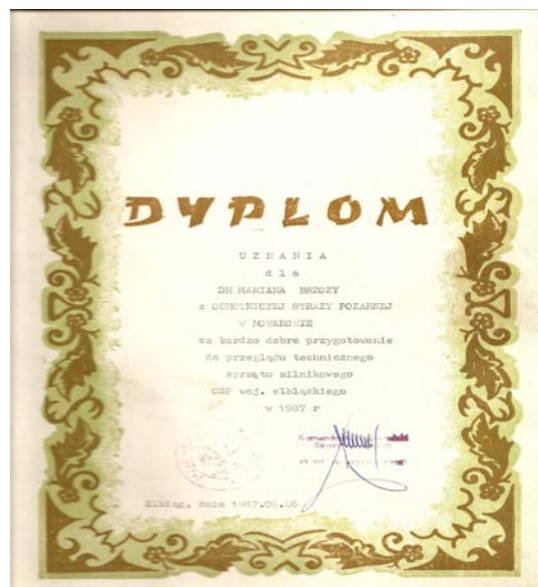 DYPLOM
UZNANIA
dla
DH MARIANA BRZOZY
z OCHOTNICZEJ STRAŻY POŻARNEJ
W NOWAKOWIE
za bardzo dobre przygotowanie
do przeglądu technicznego
sprzętu silnikowego
OSP woj. elbląskiego
w 1987 r
Elbląg, dnia 1987.06.06